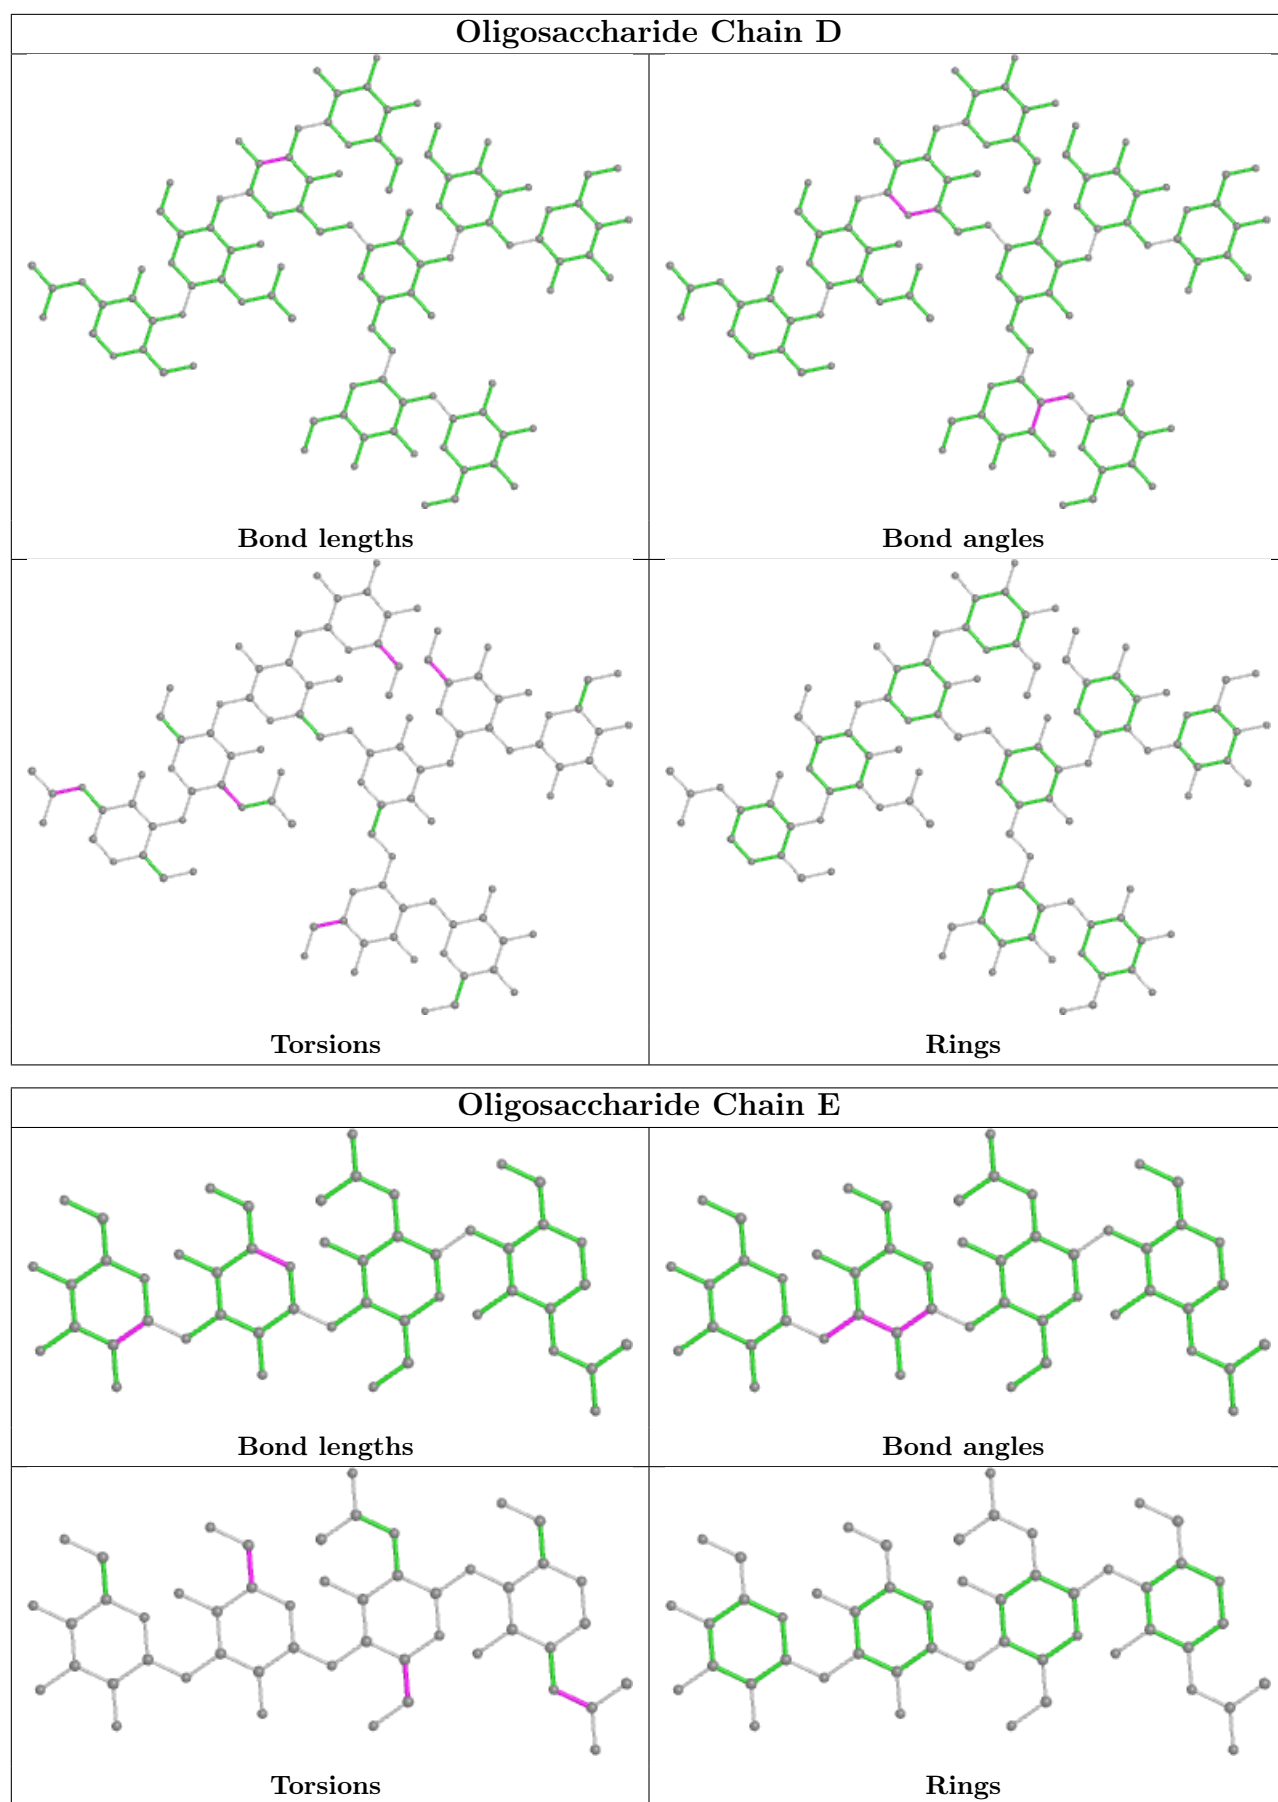 Oligosaccharide Chain D
Bond lengths
Bond angles
Torsions
Rings
Oligosaccharide Chain E
Bond lengths
Bond angles
Torsions
Rings